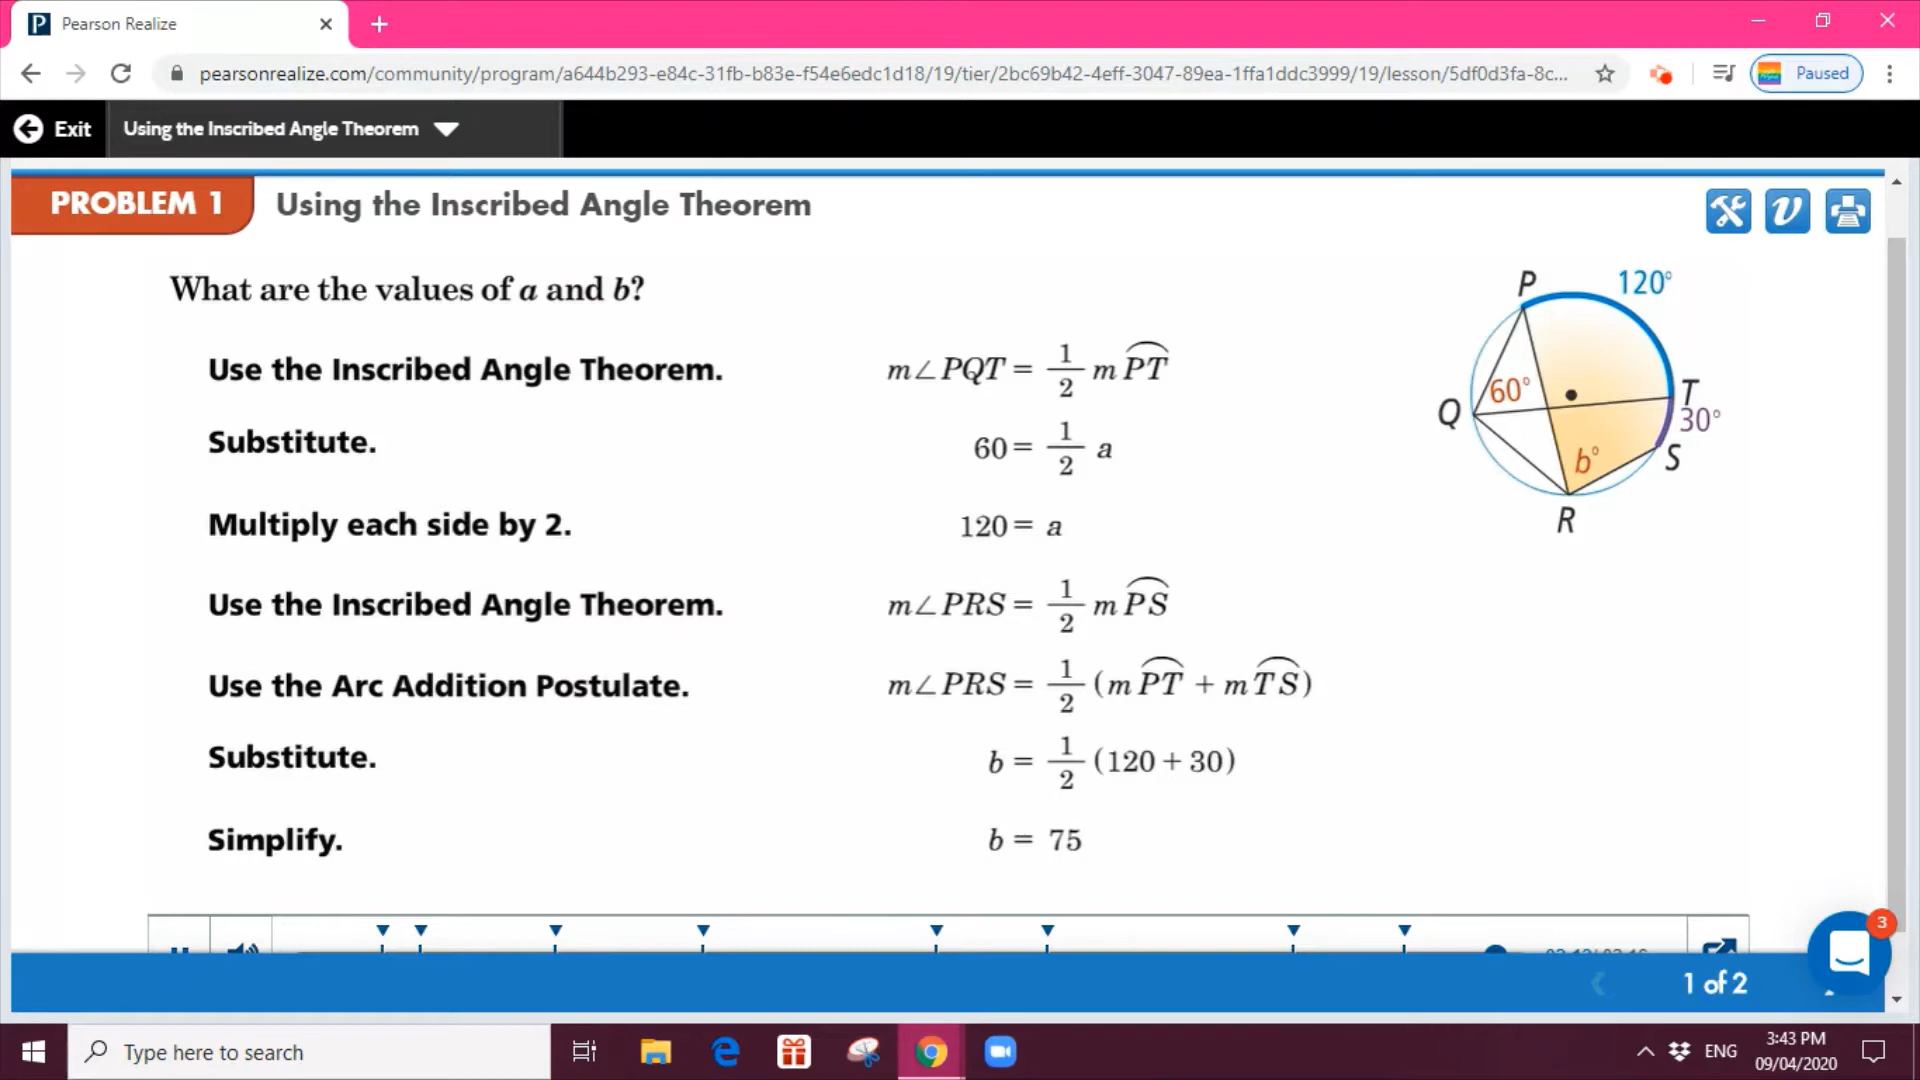 Pearson Realize
pearsonrealize.com/community/program/a644b293-e84c-31fb-b83e-f54e6edc1d18/19/tier/2bc69b42-4eff-3047-89ea-1ffa1ddc3999/19/lesson/5df0d3fa-8c...
Paused
Exit
Using the Inscribed Angle Theorem
PROBLEM 1
Using the Inscribed Angle Theorem
What are the values of a and b?
Use the Inscribed Angle Theorem.
m∠PQT = 1/2 m PT
Substitute.
60 = 1/2 a
Multiply each side by 2.
120 = a
Use the Inscribed Angle Theorem.
m∠PRS = 1/2 m PS
Use the Arc Addition Postulate.
m∠PRS = 1/2 (m PT + m TS)
Substitute.
b = 1/2 (120 + 30)
Simplify.
b = 75
P
120°
60°
T
Q
30°
b°
S
R
3
1 of 2
Type here to search
ENG
3:43 PM
09/04/2020